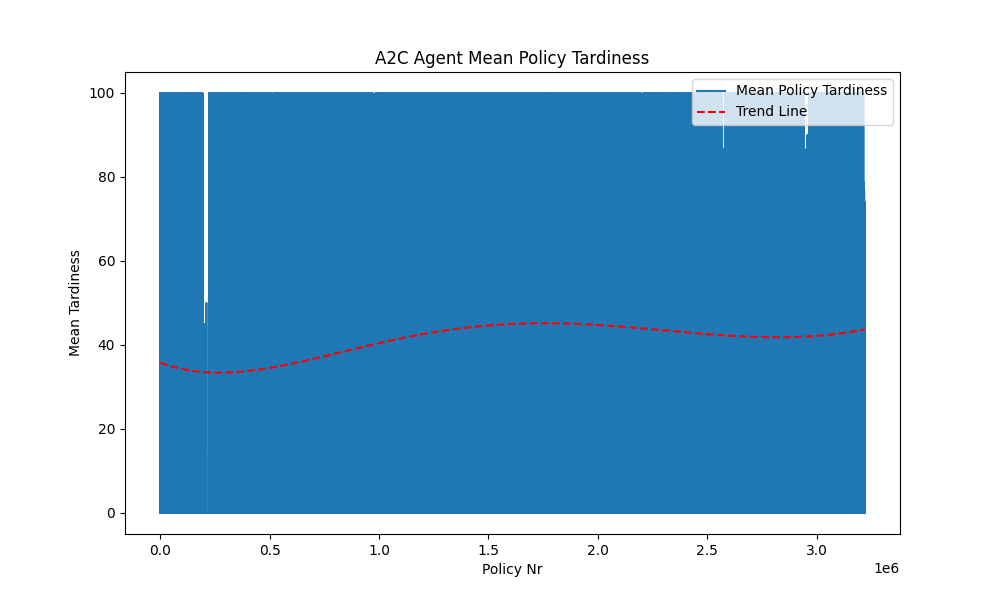 A2C Agent Mean Policy Tardiness
Mean Policy Tardiness
Trend Line
Mean Tardiness
100
80
60
40
20
0
0.0 0.5 1.0 1.5 2.0 2.5 3.0
1e6
Policy Nr